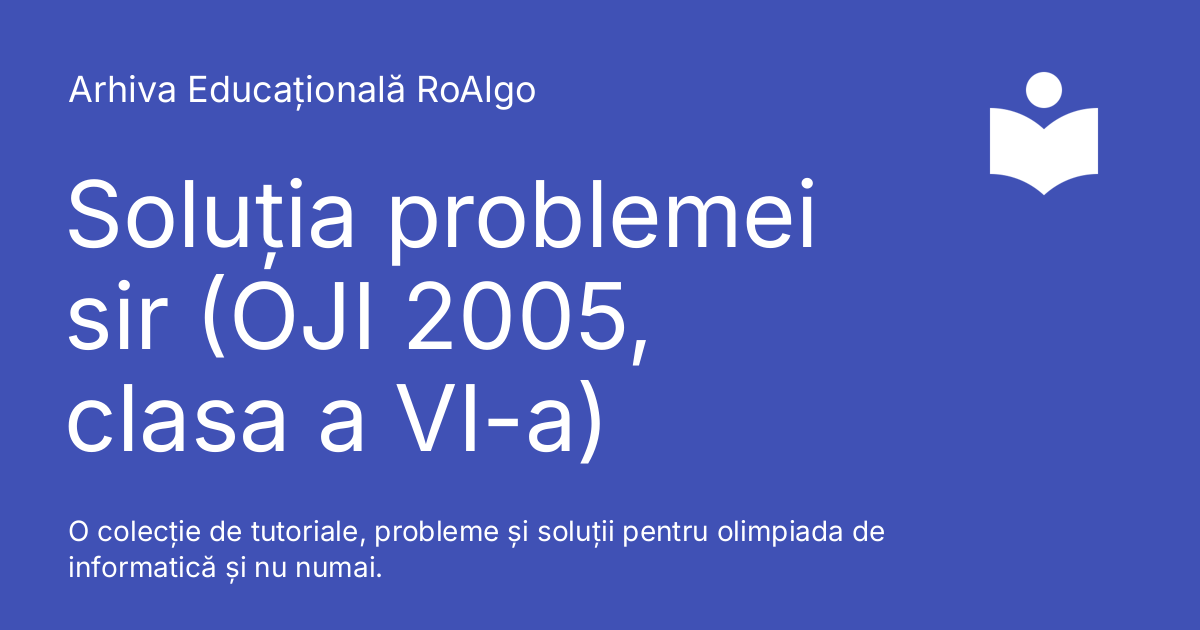 Arhiva Educațională RoAlgo
Soluția problemei
sir (OJI 2005,
clasa a VI-a)
O colecție de tutoriale, probleme și soluții pentru olimpiada de
informatică și nu numai.